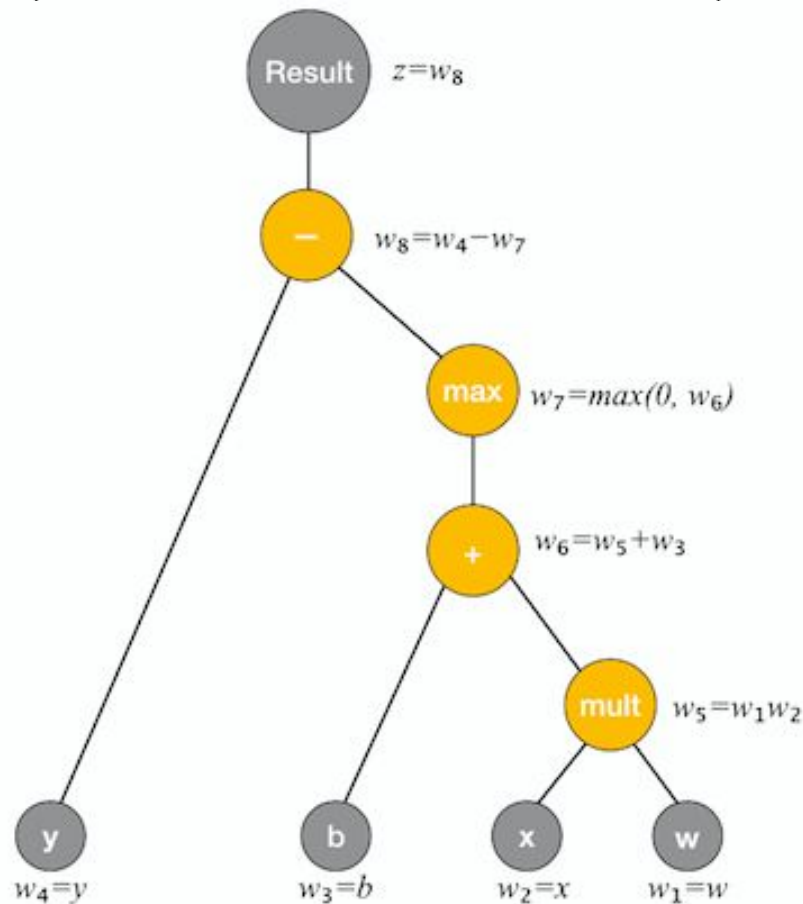 Result z=w₈
− w₈=w₄−w₇
max w₇=max(0, w₆)
+ w₆=w₅+w₃
mult w₅=w₁w₂
y b x w
w₄=y w₃=b w₂=x w₁=w